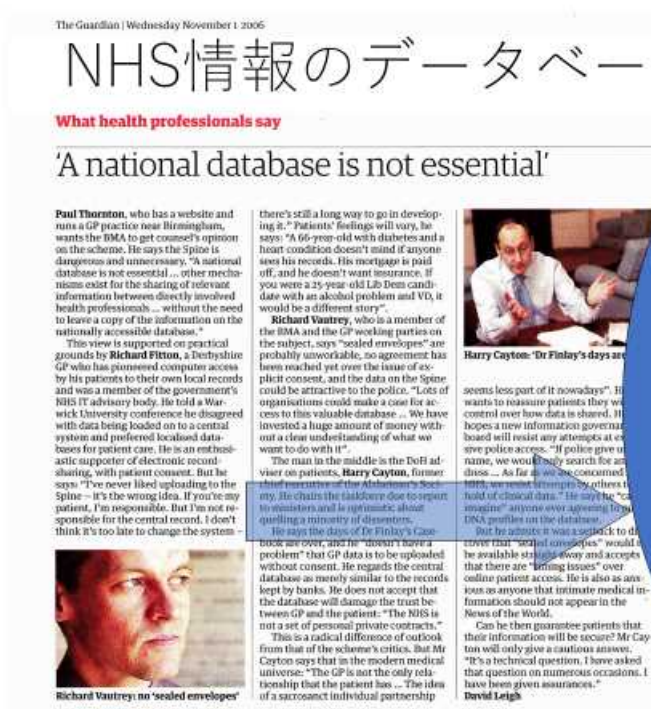 The Guardian | Wednesday November 1 2006
NHS情報のデータベー
What health professionals say
'A national database is not essential'
Paul Thornton, who has a website and
runs a GP practice near Birmingham,
wants the BMA to get counsel's opinion
on the scheme. He says the Spine is
dangerous and unnecessary. "A national
database is not essential ... other mecha-
nisms exist for the sharing of relevant
information between directly involved
health professionals ... without the need
to leave a copy of the information on the
nationally accessible database."
This view is supported on practical
grounds by Richard Fitton, a Derbyshire
GP who has pioneered computer access
by his patients to their own local records
and was a member of the government's
NHS IT advisory body. He told a War-
wick University conference he disagreed
with data being loaded on to a central
system and preferred localised data-
bases for patient care. He is an enthusi-
astic supporter of electronic record-
sharing, with patient consent. But he
says: "I've never liked uploading to the
Spine – it's the wrong idea. If you're my
patient, I'm responsible. But I'm not re-
sponsible for the central record. I don't
think it's too late to change the system –
Richard Vautrey: no 'sealed envelopes'
there's still a long way to go in develop-
ing it." Patients' feelings will vary, he
says: "A 66-year-old with diabetes and a
heart condition doesn't mind if anyone
sees his records. His mortgage is paid
off, and he doesn't want insurance. If
you were a 25-year-old Lib Dem candi-
date with an alcohol problem and VD, it
would be a different story".
Richard Vautrey, who is a member of
the BMA and the GP working parties on
the subject, says "sealed envelopes" are
probably unworkable, no agreement has
been reached yet over the issue of ex-
plicit consent, and the data on the Spine
could be attractive to the police. "Lots of
organisations could make a case for ac-
cess to this valuable database ... We have
invested a huge amount of money with-
out a clear understanding of what we
want to do with it".
The man in the middle is the DoH ad-
viser on patients, Harry Cayton, former
chief executive of the Alzheimer's Soci-
ety. He chairs the taskforce due to report
to ministers and is optimistic about
quelling a minority of dissenters.
He says the days of Dr Finlay's Case-
book are over, and he "doesn't have a
problem" that GP data is to be uploaded
without consent. He regards the central
database as merely similar to the records
kept by banks. He does not accept that
the database will damage the trust be-
tween GP and the patient: "The NHS is
not a set of personal private contracts."
This is a radical difference of outlook
from that of the scheme's critics. But Mr
Cayton says that in the modern medical
universe: "The GP is not the only rela-
tionship that the patient has ... The idea
of a sacrosanct individual partnership
Harry Cayton: 'Dr Finlay's days are
seems less part of it nowadays".
wants to reassure patients they
control over how data is shared.
hopes a new information
board will resist any attempts at
sive police access. "If police give
name, we would only search for
As far as we are concerned
NHS, we resist attempts by others
hold of clinical data." He says he
imagine" anyone ever agreeing to
DNA profiles on the database.
But he admits it was a setback to
cover that "sealed envelopes" would
be available straight away and accepts
that there are "timing issues" over
online patient access. He is also as anx-
ious as anyone that intimate medical in-
formation should not appear in the
News of the World.
Can he then guarantee patients that
their information will be secure? Mr Cay
ton will only give a cautious answer.
"It's a technical question. I have asked
that question on numerous occasions. I
have been given assurances."
David Leigh